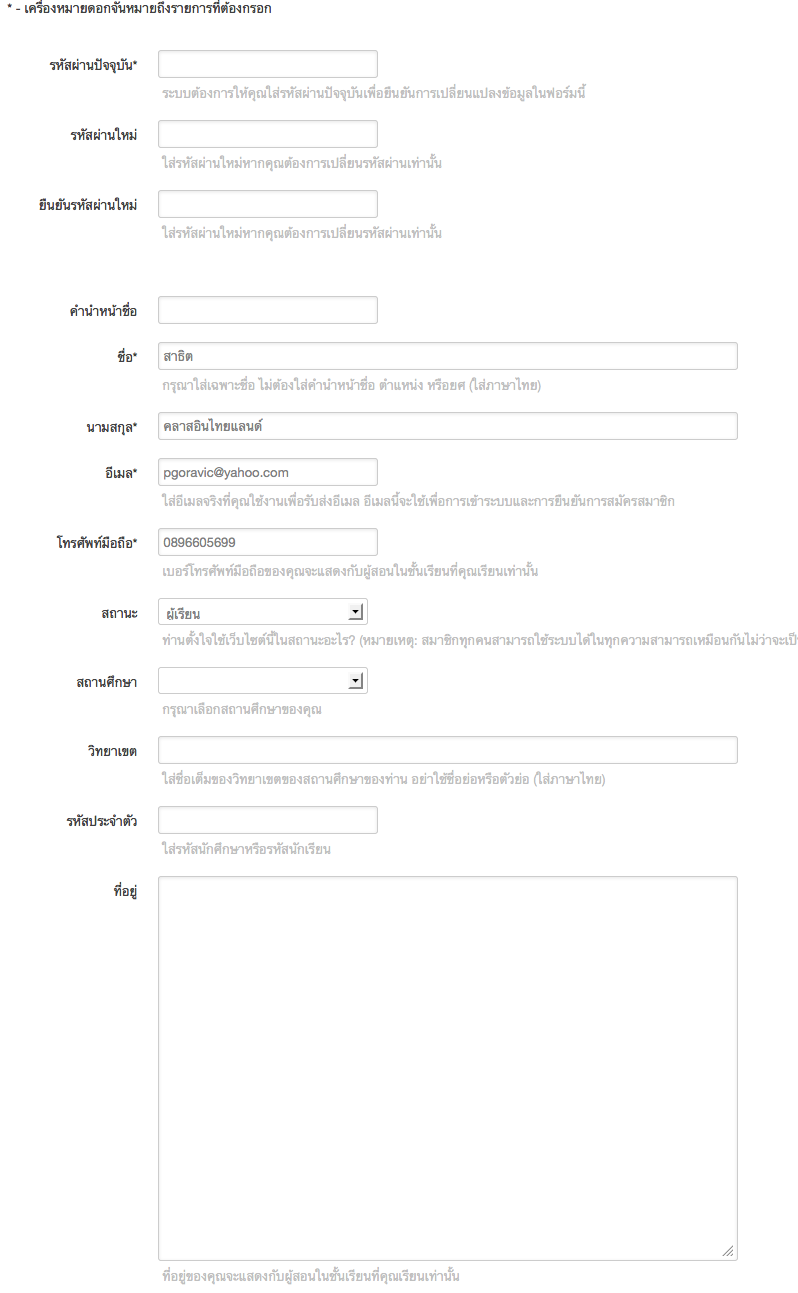 * - เครื่องหมายดอกจันหมายถึงรายการที่ต้องกรอก
รหัสผ่านปัจจุบัน*
ระบบต้องการให้คุณใส่รหัสผ่านปัจจุบันเพื่อยืนยันการเปลี่ยนแปลงข้อมูลในฟอร์มนี้
รหัสผ่านใหม่
ใส่รหัสผ่านใหม่หากคุณต้องการเปลี่ยนรหัสผ่านเท่านั้น
ยืนยันรหัสผ่านใหม่
ใส่รหัสผ่านใหม่หากคุณต้องการเปลี่ยนรหัสผ่านเท่านั้น
คำนำหน้าชื่อ
ชื่อ* สาธิต
กรุณาใส่เฉพาะชื่อ ไม่ต้องใส่คำนำหน้าชื่อ ตำแหน่ง หรือยศ (ใส่ภาษาไทย)
นามสกุล* คลาสอินไทยแลนด์
อีเมล* pgoravic@yahoo.com
ใส่อีเมลจริงที่คุณใช้งานเพื่อรับส่งอีเมล อีเมลนี้จะใช้เพื่อการเข้าระบบและการยืนยันการสมัครสมาชิก
โทรศัพท์มือถือ* 0896605699
เบอร์โทรศัพท์มือถือของคุณจะแสดงกับผู้สอนในชั้นเรียนที่คุณเรียนเท่านั้น
สถานะ ผู้เรียน
ท่านตั้งใจใช้เว็บไซต์นี้ในสถานะอะไร? (หมายเหตุ: สมาชิกทุกคนสามารถใช้ระบบได้ในทุกความสามารถเหมือนกันไม่ว่าจะเป็
สถานศึกษา
กรุณาเลือกสถานศึกษาของคุณ
วิทยาเขต
ใส่ชื่อเต็มของวิทยาเขตของสถานศึกษาของท่าน อย่าใช้ชื่อย่อหรือตัวย่อ (ใส่ภาษาไทย)
รหัสประจำตัว
ใส่รหัสนักศึกษาหรือรหัสนักเรียน
ที่อยู่
ที่อยู่ของคุณจะแสดงกับผู้สอนในชั้นเรียนที่คุณเรียนเท่านั้น